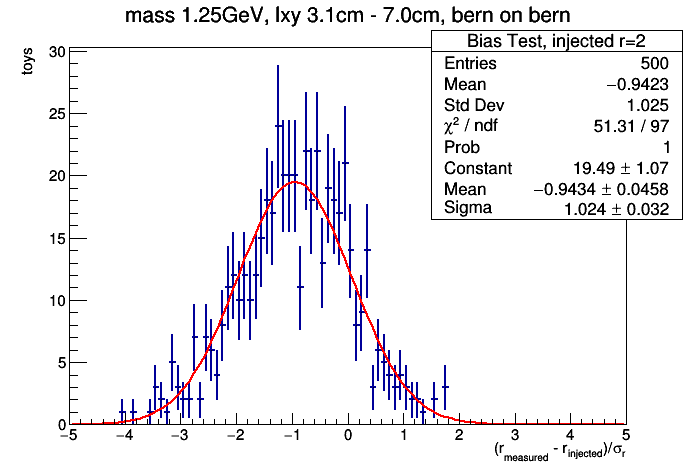 mass 1.25GeV, lxy 3.1cm - 7.0cm, bern on bern
Bias Test, injected r=2
Entries 500
Mean −0.9423
Std Dev 1.025
χ² / ndf 51.31 / 97
Prob 1
Constant 19.49 ± 1.07
Mean −0.9434 ± 0.0458
Sigma 1.024 ± 0.032
toys
30
25
20
15
10
5
0
−5 −4 −3 −2 −1 0 1 2 3 4 5
(r_measured - r_injected)/σ_r